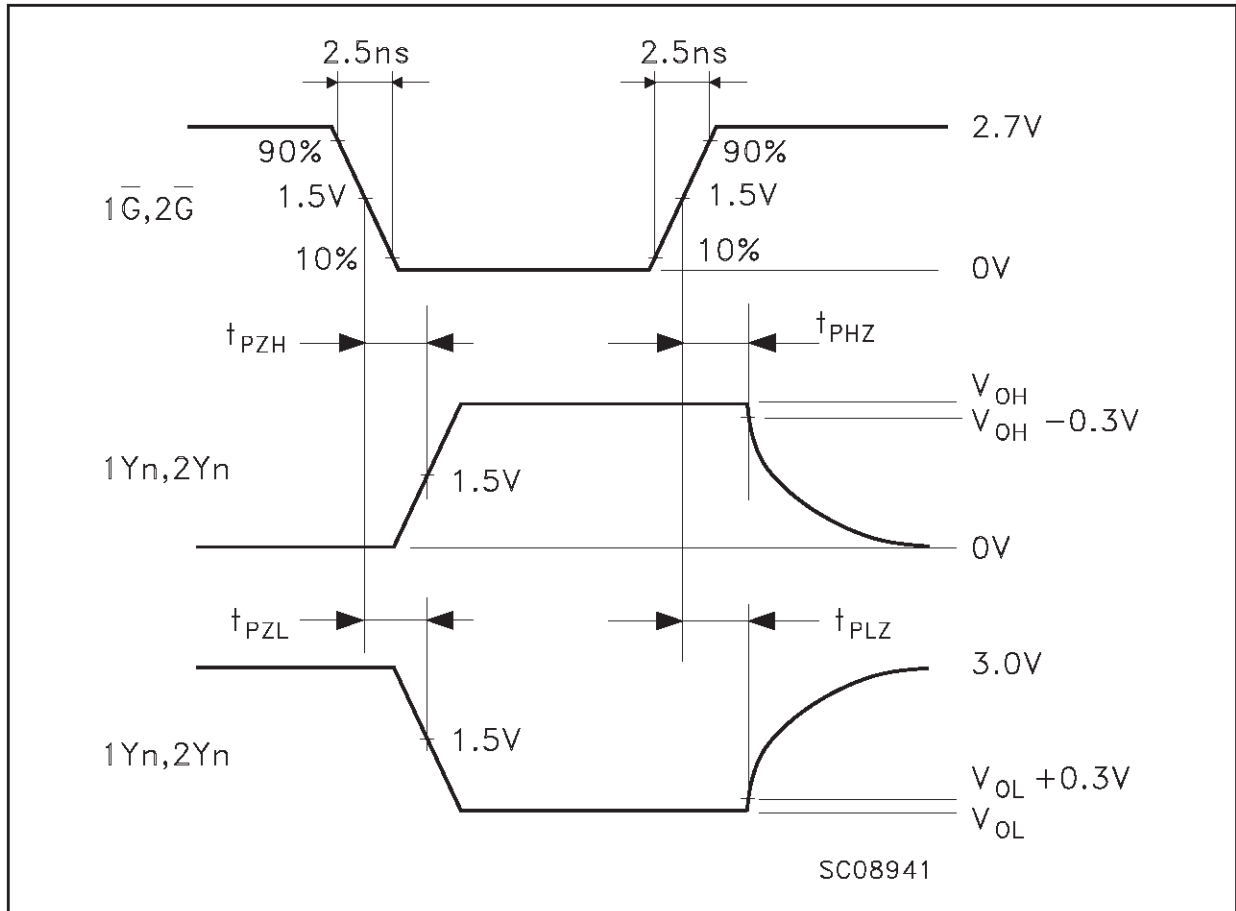 2.5ns 2.5ns
2.7V
90% 90%
1G̅,2G̅ 1.5V 1.5V
10% 10%
0V
tPZH tPHZ
VOH
VOH −0.3V
1Yn,2Yn 1.5V
0V
tPZL tPLZ
3.0V
1Yn,2Yn 1.5V
VOL +0.3V
VOL
SC08941